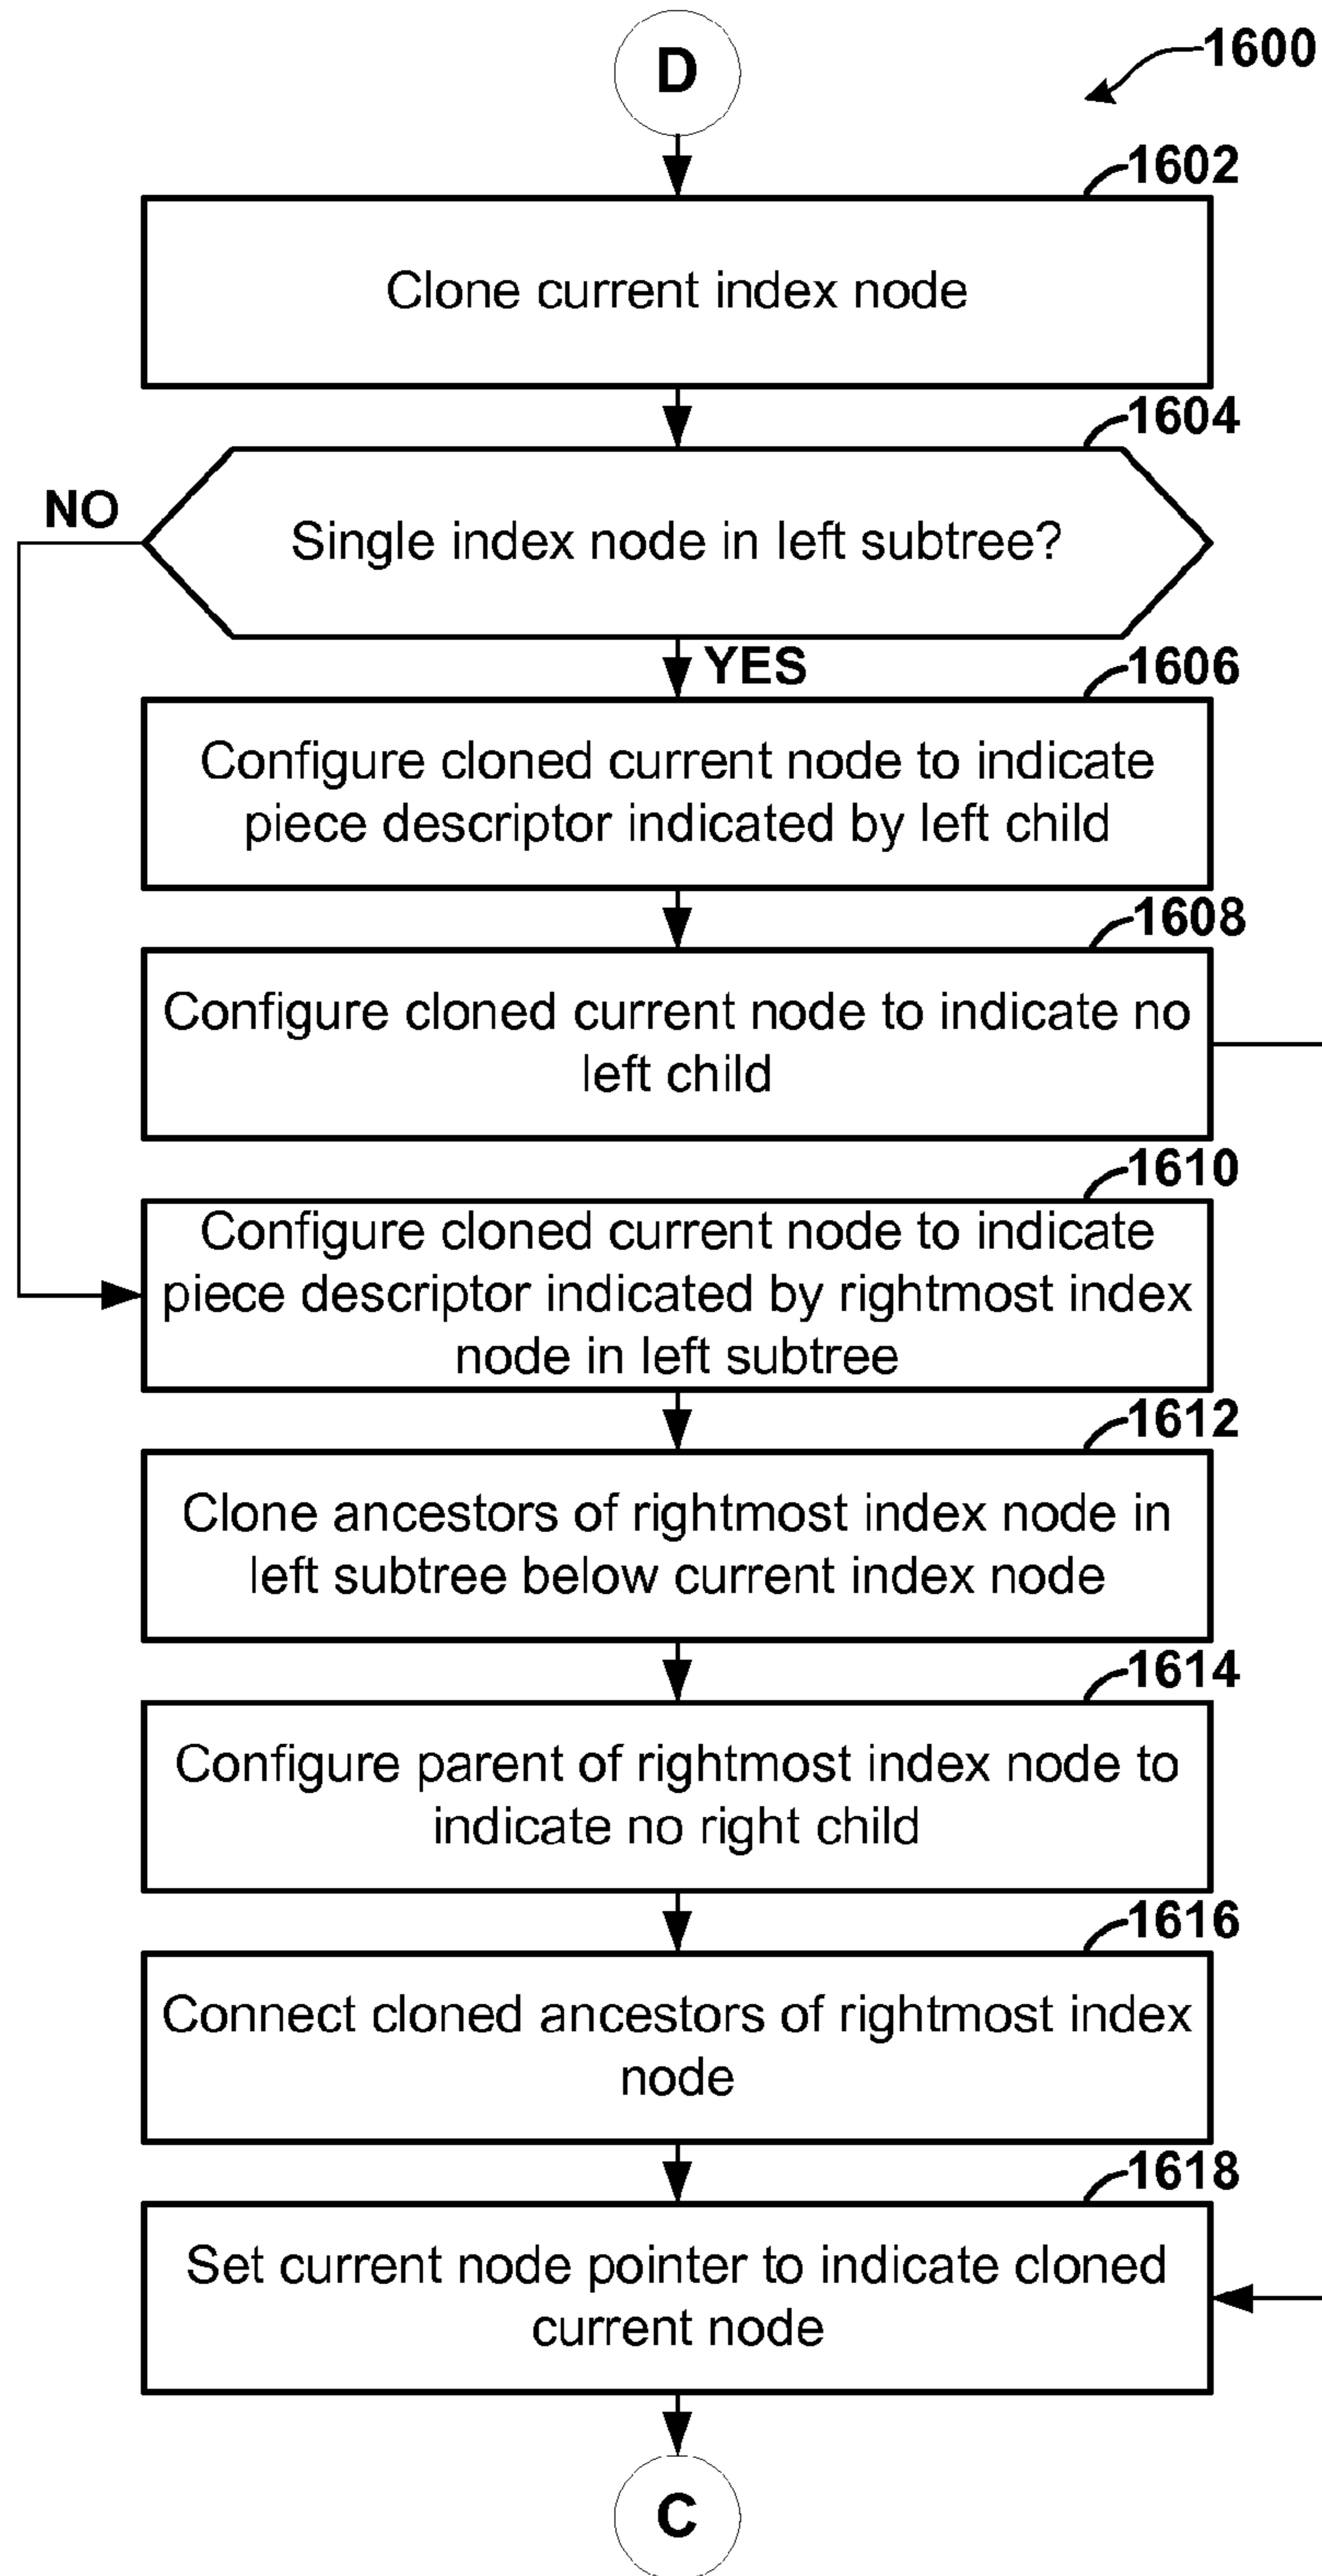 D
1600
1602
Clone current index node
1604
NO
Single index node in left subtree?
YES
1606
Configure cloned current node to indicate
piece descriptor indicated by left child
1608
Configure cloned current node to indicate no
left child
1610
Configure cloned current node to indicate
piece descriptor indicated by rightmost index
node in left subtree
1612
Clone ancestors of rightmost index node in
left subtree below current index node
1614
Configure parent of rightmost index node to
indicate no right child
1616
Connect cloned ancestors of rightmost index
node
1618
Set current node pointer to indicate cloned
current node
C